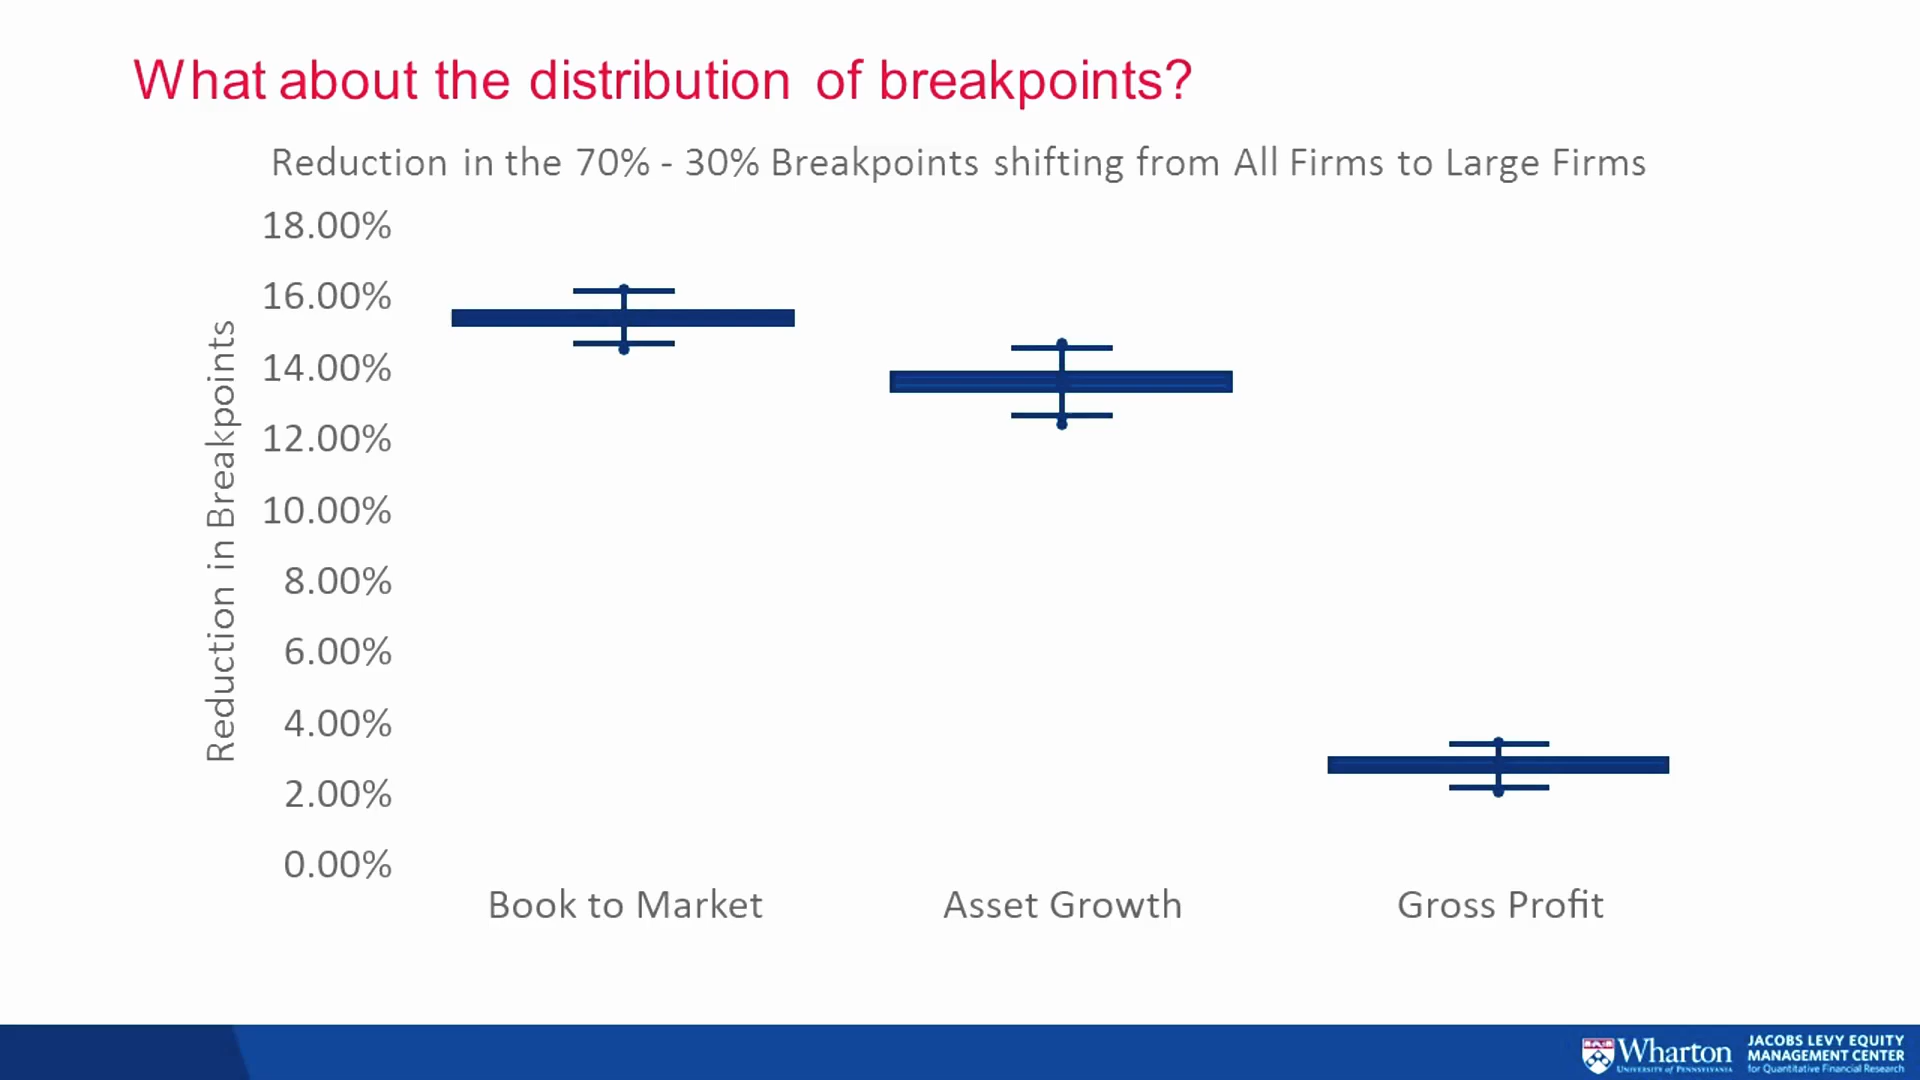 What about the distribution of breakpoints?
Reduction in the 70% - 30% Breakpoints shifting from All Firms to Large Firms
Reduction in Breakpoints
18.00%
16.00%
14.00%
12.00%
10.00%
8.00%
6.00%
4.00%
2.00%
0.00%
Book to Market
Asset Growth
Gross Profit
Wharton
UNIVERSITY of PENNSYLVANIA
JACOBS LEVY EQUITY
MANAGEMENT CENTER
for Quantitative Financial Research